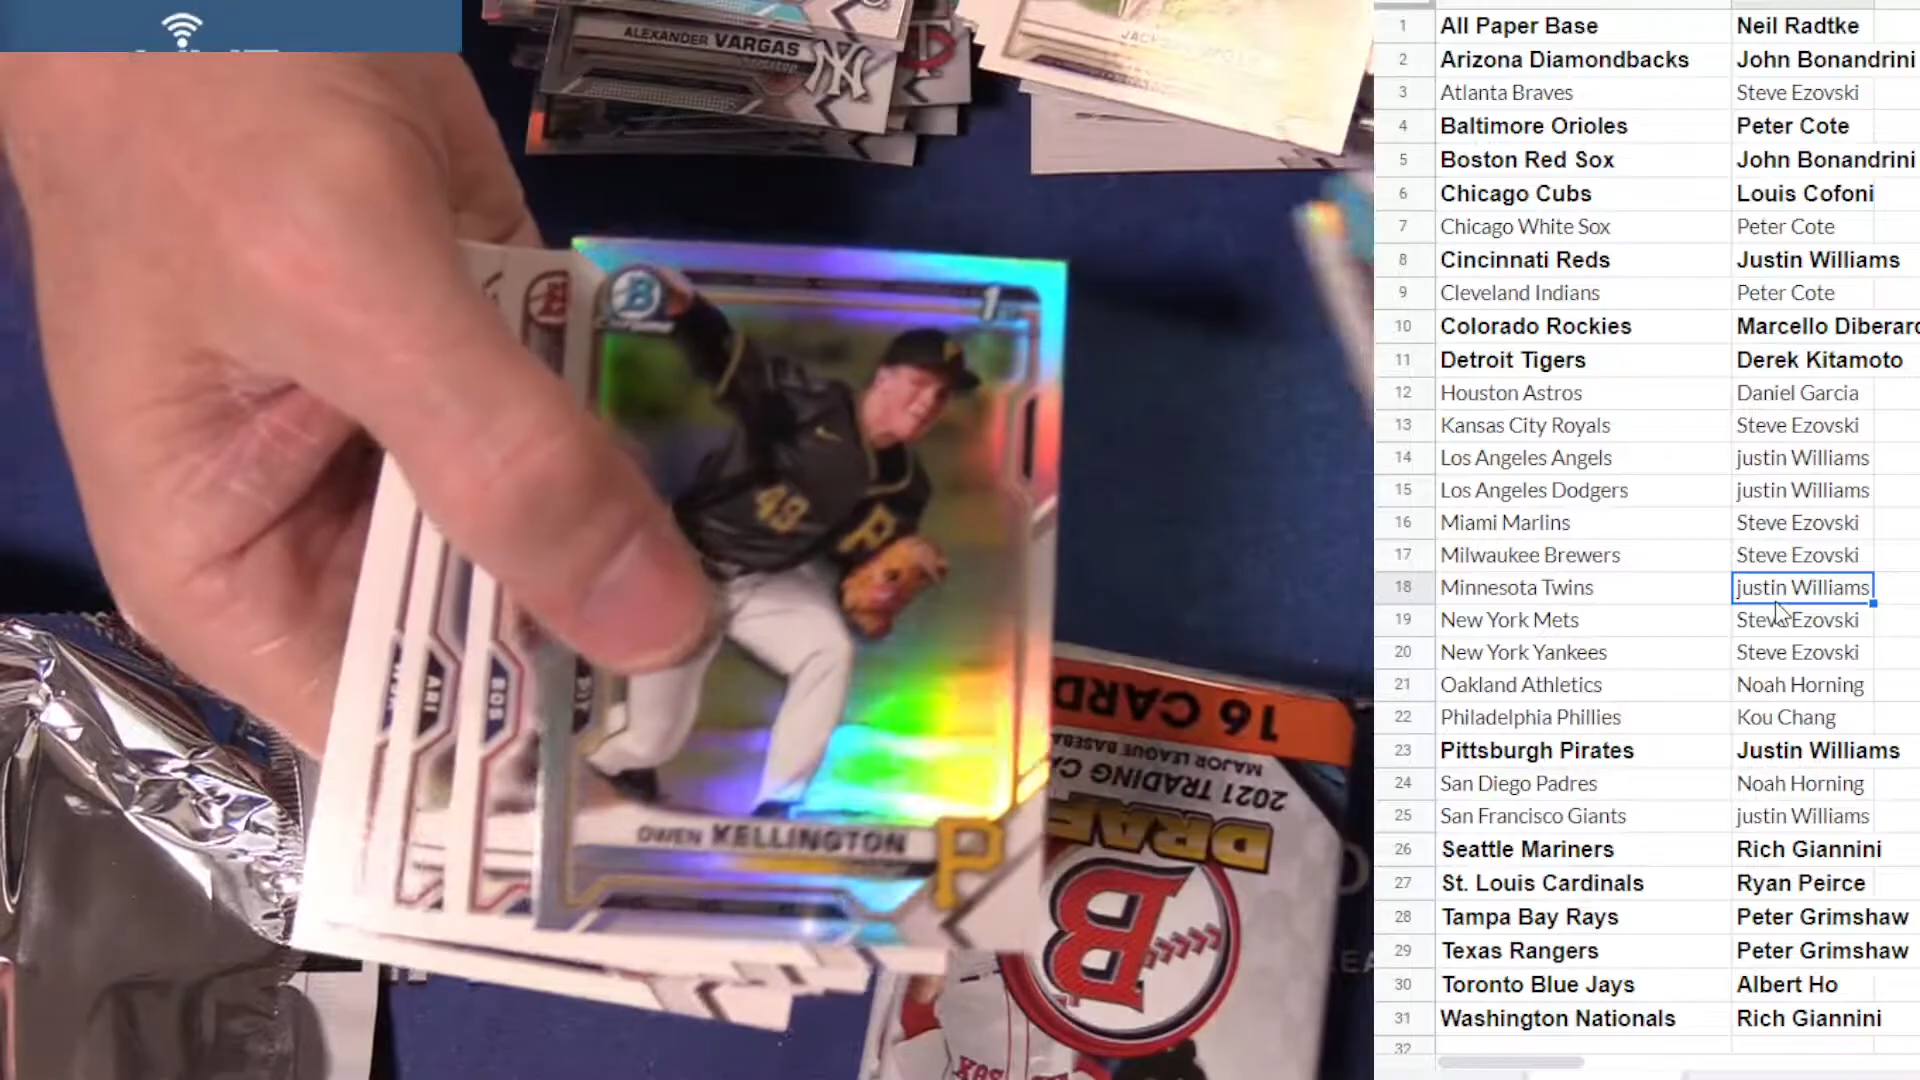 ALEXANDER VARGAS
NY
1st
B
43
P
ARI
BOS
PIT
OWEN KELLINGTON
P
16 CARD
MAJOR LEAGUE BASEBA
2021 TRADING CA
DRAF
B
1 All Paper Base Neil Radtke
2 Arizona Diamondbacks John Bonandrini
3 Atlanta Braves Steve Ezovski
4 Baltimore Orioles Peter Cote
5 Boston Red Sox John Bonandrini
6 Chicago Cubs Louis Cofoni
7 Chicago White Sox Peter Cote
8 Cincinnati Reds Justin Williams
9 Cleveland Indians Peter Cote
10 Colorado Rockies Marcello Diberard
11 Detroit Tigers Derek Kitamoto
12 Houston Astros Daniel Garcia
13 Kansas City Royals Steve Ezovski
14 Los Angeles Angels justin Williams
15 Los Angeles Dodgers justin Williams
16 Miami Marlins Steve Ezovski
17 Milwaukee Brewers Steve Ezovski
18 Minnesota Twins justin Williams
19 New York Mets Steve Ezovski
20 New York Yankees Steve Ezovski
21 Oakland Athletics Noah Horning
22 Philadelphia Phillies Kou Chang
23 Pittsburgh Pirates Justin Williams
24 San Diego Padres Noah Horning
25 San Francisco Giants justin Williams
26 Seattle Mariners Rich Giannini
27 St. Louis Cardinals Ryan Peirce
28 Tampa Bay Rays Peter Grimshaw
29 Texas Rangers Peter Grimshaw
30 Toronto Blue Jays Albert Ho
31 Washington Nationals Rich Giannini
32